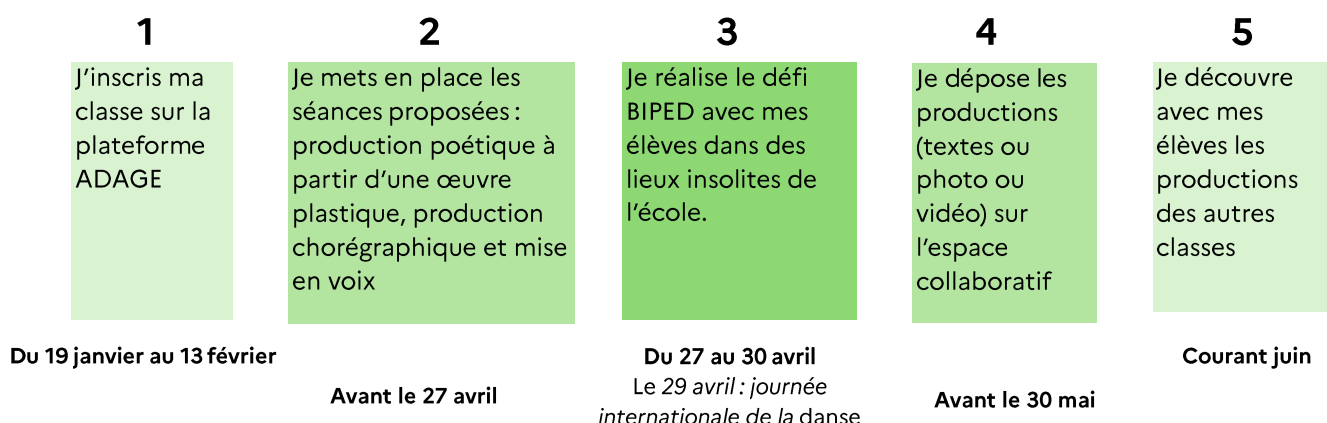 1
J'inscris ma
classe sur la
plateforme
ADAGE
Du 19 janvier au 13 février
2
Je mets en place les
séances proposées :
production poétique à
partir d'une œuvre
plastique, production
chorégraphique et mise
en voix
Avant le 27 avril
3
Je réalise le défi
BIPED avec mes
élèves dans des
lieux insolites de
l'école.
Du 27 au 30 avril
Le 29 avril : journée
internationale de la danse
4
Je dépose les
productions
(textes ou
photo ou
vidéo) sur
l'espace
collaboratif
Avant le 30 mai
5
Je découvre
avec mes
élèves les
productions
des autres
classes
Courant juin